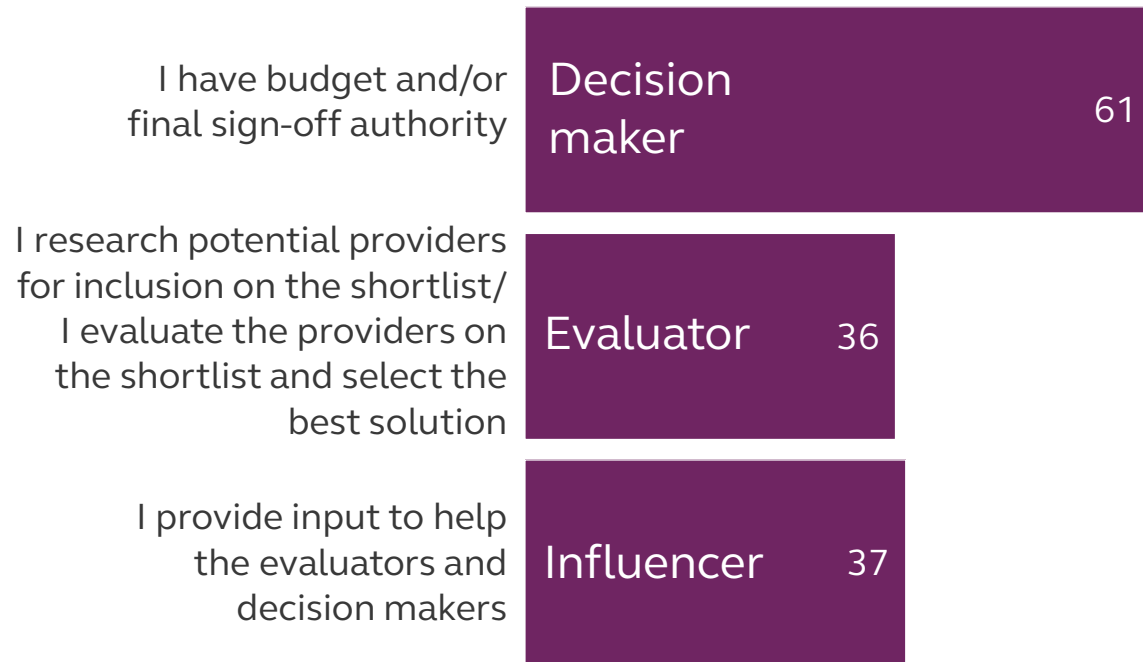 I have budget and/or
final sign-off authority
Decision
maker
61
I research potential providers
for inclusion on the shortlist/
I evaluate the providers on
the shortlist and select the
best solution
Evaluator
36
I provide input to help
the evaluators and
decision makers
Influencer
37